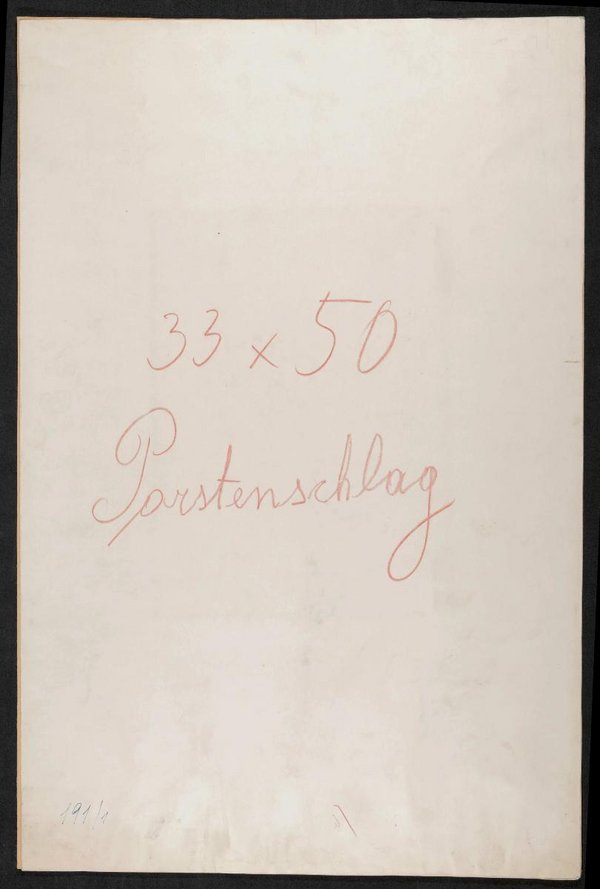 33 x 50
Porstenschlag
191/1